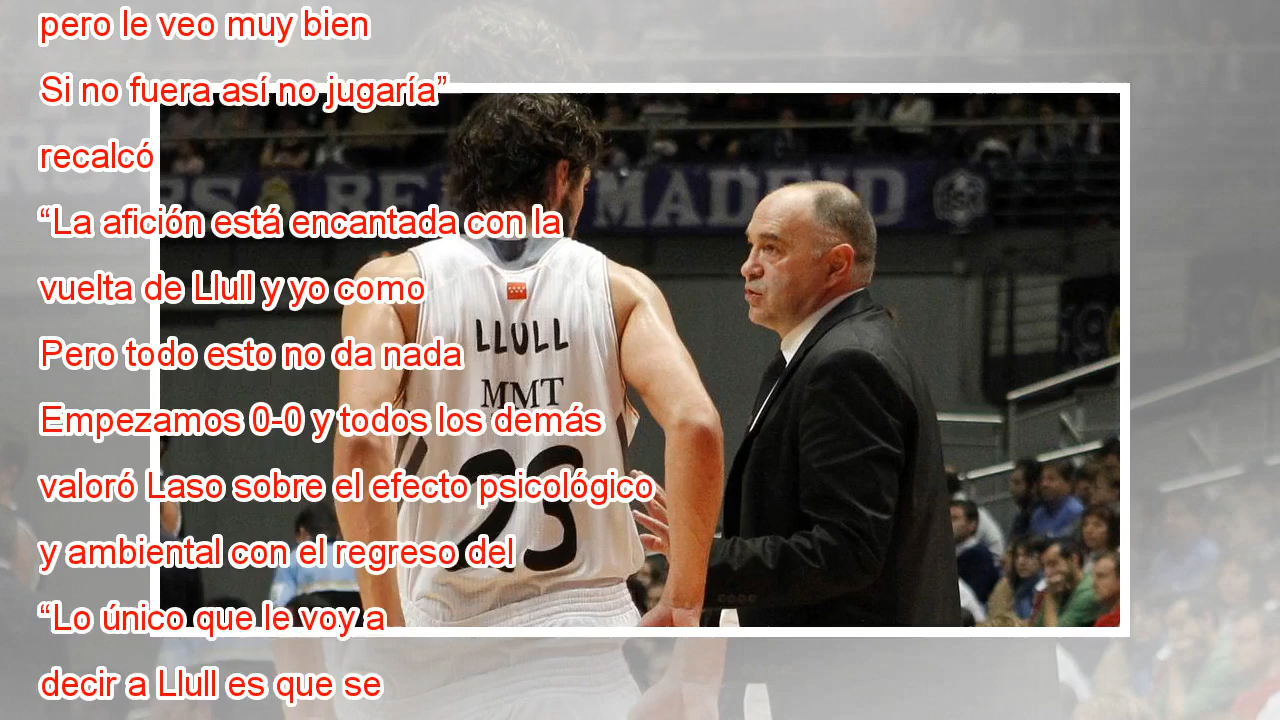 pero le veo muy bien
Si no fuera así no jugaría”
recalcó
“La afición está encantada con la
vuelta de Llull y yo como
Pero todo esto no da nada
Empezamos 0-0 y todos los demás
valoró Laso sobre el efecto psicológico
y ambiental con el regreso del
“Lo único que le voy a
decir a Llull es que se
MADRID
LLULL
MMT
23